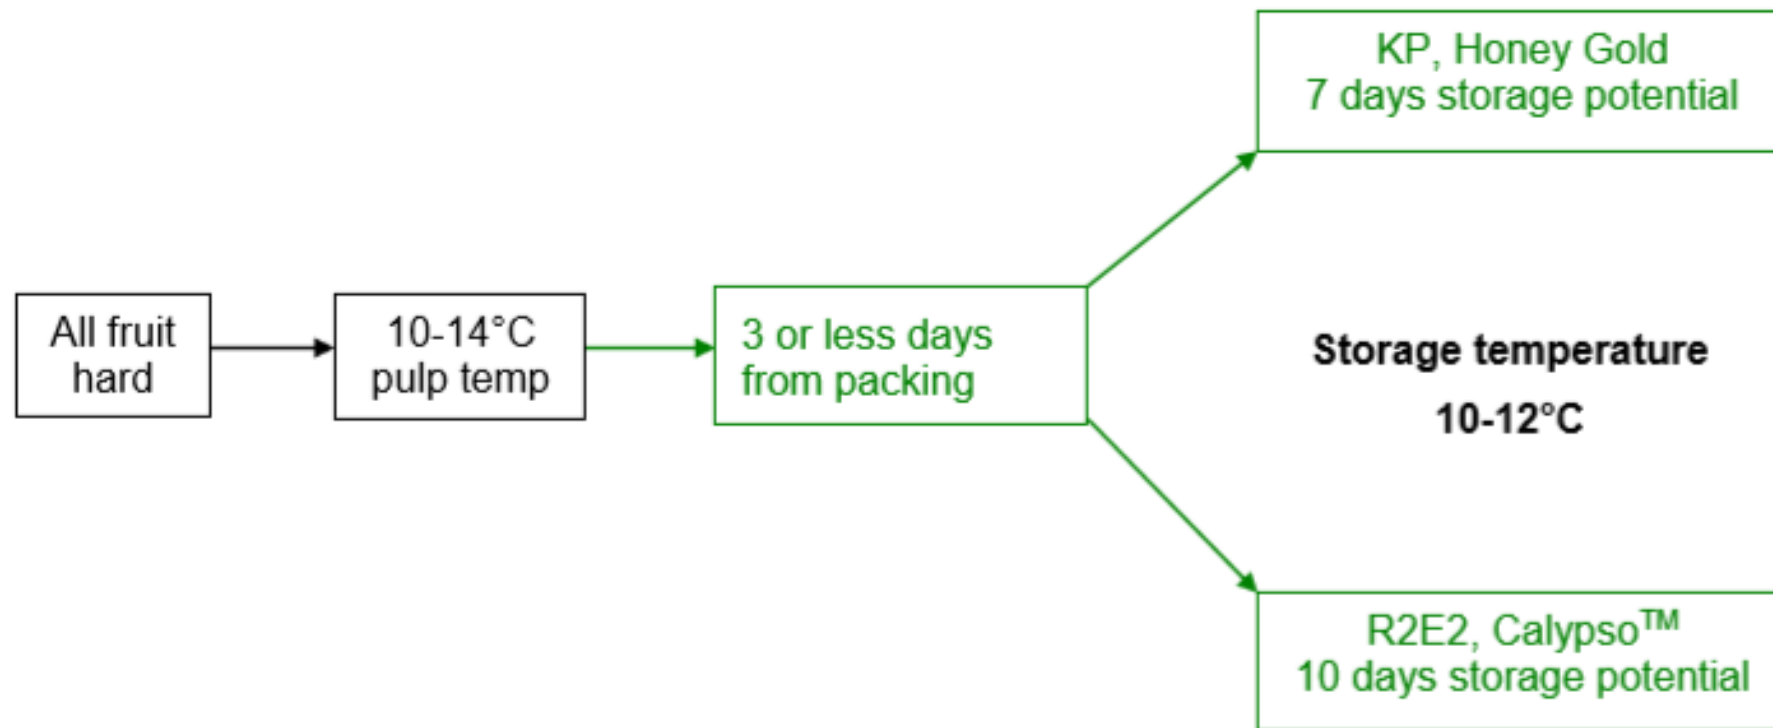 All fruit
hard
10-14°C
pulp temp
3 or less days
from packing
KP, Honey Gold
7 days storage potential
Storage temperature
10-12°C
R2E2, Calypso™
10 days storage potential